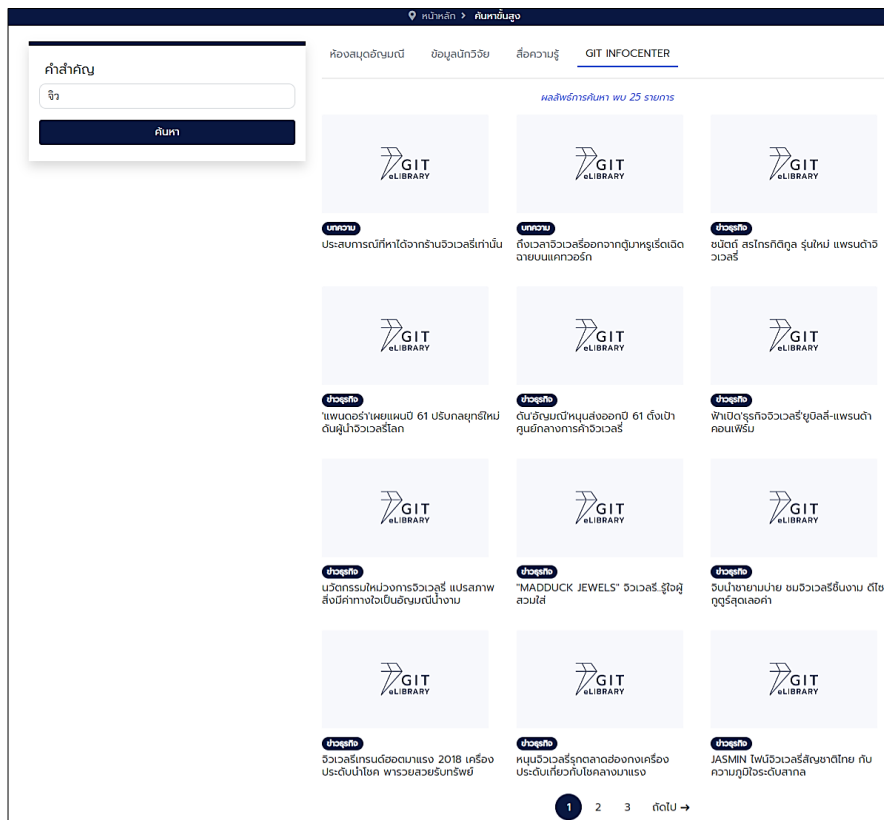 หน้าหลัก > ค้นหาขั้นสูง
คำสำคัญ
จิว
ค้นหา
ห้องสมุดอัญมณี ข้อมูลนักวิจัย สื่อความรู้ GIT INFOCENTER
ผลลัพธ์การค้นหา พบ 25 รายการ
GIT
eLIBRARY
บทความ
ประสบการณ์ที่หาได้จากร้านจิวเวลรี่เท่านั้น
GIT
eLIBRARY
บทความ
ถึงเวลาจิวเวลรี่ออกจากตู้มาหรูเริ่ดเฉิด
ฉายบนแคทวอร์ก
GIT
eLIBRARY
ข่าวธุรกิจ
ชนัตถ์ สรไกรกิติกูล รุ่นใหม่ แพรนด้าจิ
วเวลรี่
GIT
eLIBRARY
ข่าวธุรกิจ
'แพนดอร่า'เผยแผนปี 61 ปรับกลยุทธ์ใหม่
ดันผู้นำจิวเวลรี่โลก
GIT
eLIBRARY
ข่าวธุรกิจ
ดัน'อัญมณี'หนุนส่งออกปี 61 ตั้งเป้า
ศูนย์กลางการค้าจิวเวลรี่
GIT
eLIBRARY
ข่าวธุรกิจ
ฟ้าเปิด'ธุรกิจจิวเวลรี่'ยูบิลลี่-แพรนด้า
คอนเฟิร์ม
GIT
eLIBRARY
ข่าวธุรกิจ
นวัตกรรมใหม่วงการจิวเวลรี่ แปรสภาพ
สิ่งมีค่าทางใจเป็นอัญมณีน้ำงาม
GIT
eLIBRARY
ข่าวธุรกิจ
"MADDUCK JEWELS" จิวเวลรี่..รู้ใจผู้
สวมใส่
GIT
eLIBRARY
ข่าวธุรกิจ
จิบน้ำชายามบ่าย ชมจิวเวลรี่ชิ้นงาม ดีไซ
กูตูร์สุดเลอค่า
GIT
eLIBRARY
ข่าวธุรกิจ
จิวเวลรี่เทรนด์ฮอตมาแรง 2018 เครื่อง
ประดับนำโชค พารวยสวยรับทรัพย์
GIT
eLIBRARY
ข่าวธุรกิจ
หนุนจิวเวลรี่รุกตลาดฮ่องกงเครื่อง
ประดับเกี่ยวกับโชคลางมาแรง
GIT
eLIBRARY
ข่าวธุรกิจ
JASMIN ไฟน์จิวเวลรี่สัญชาติไทย กับ
ความภูมิใจระดับสากล
1 2 3 ถัดไป →